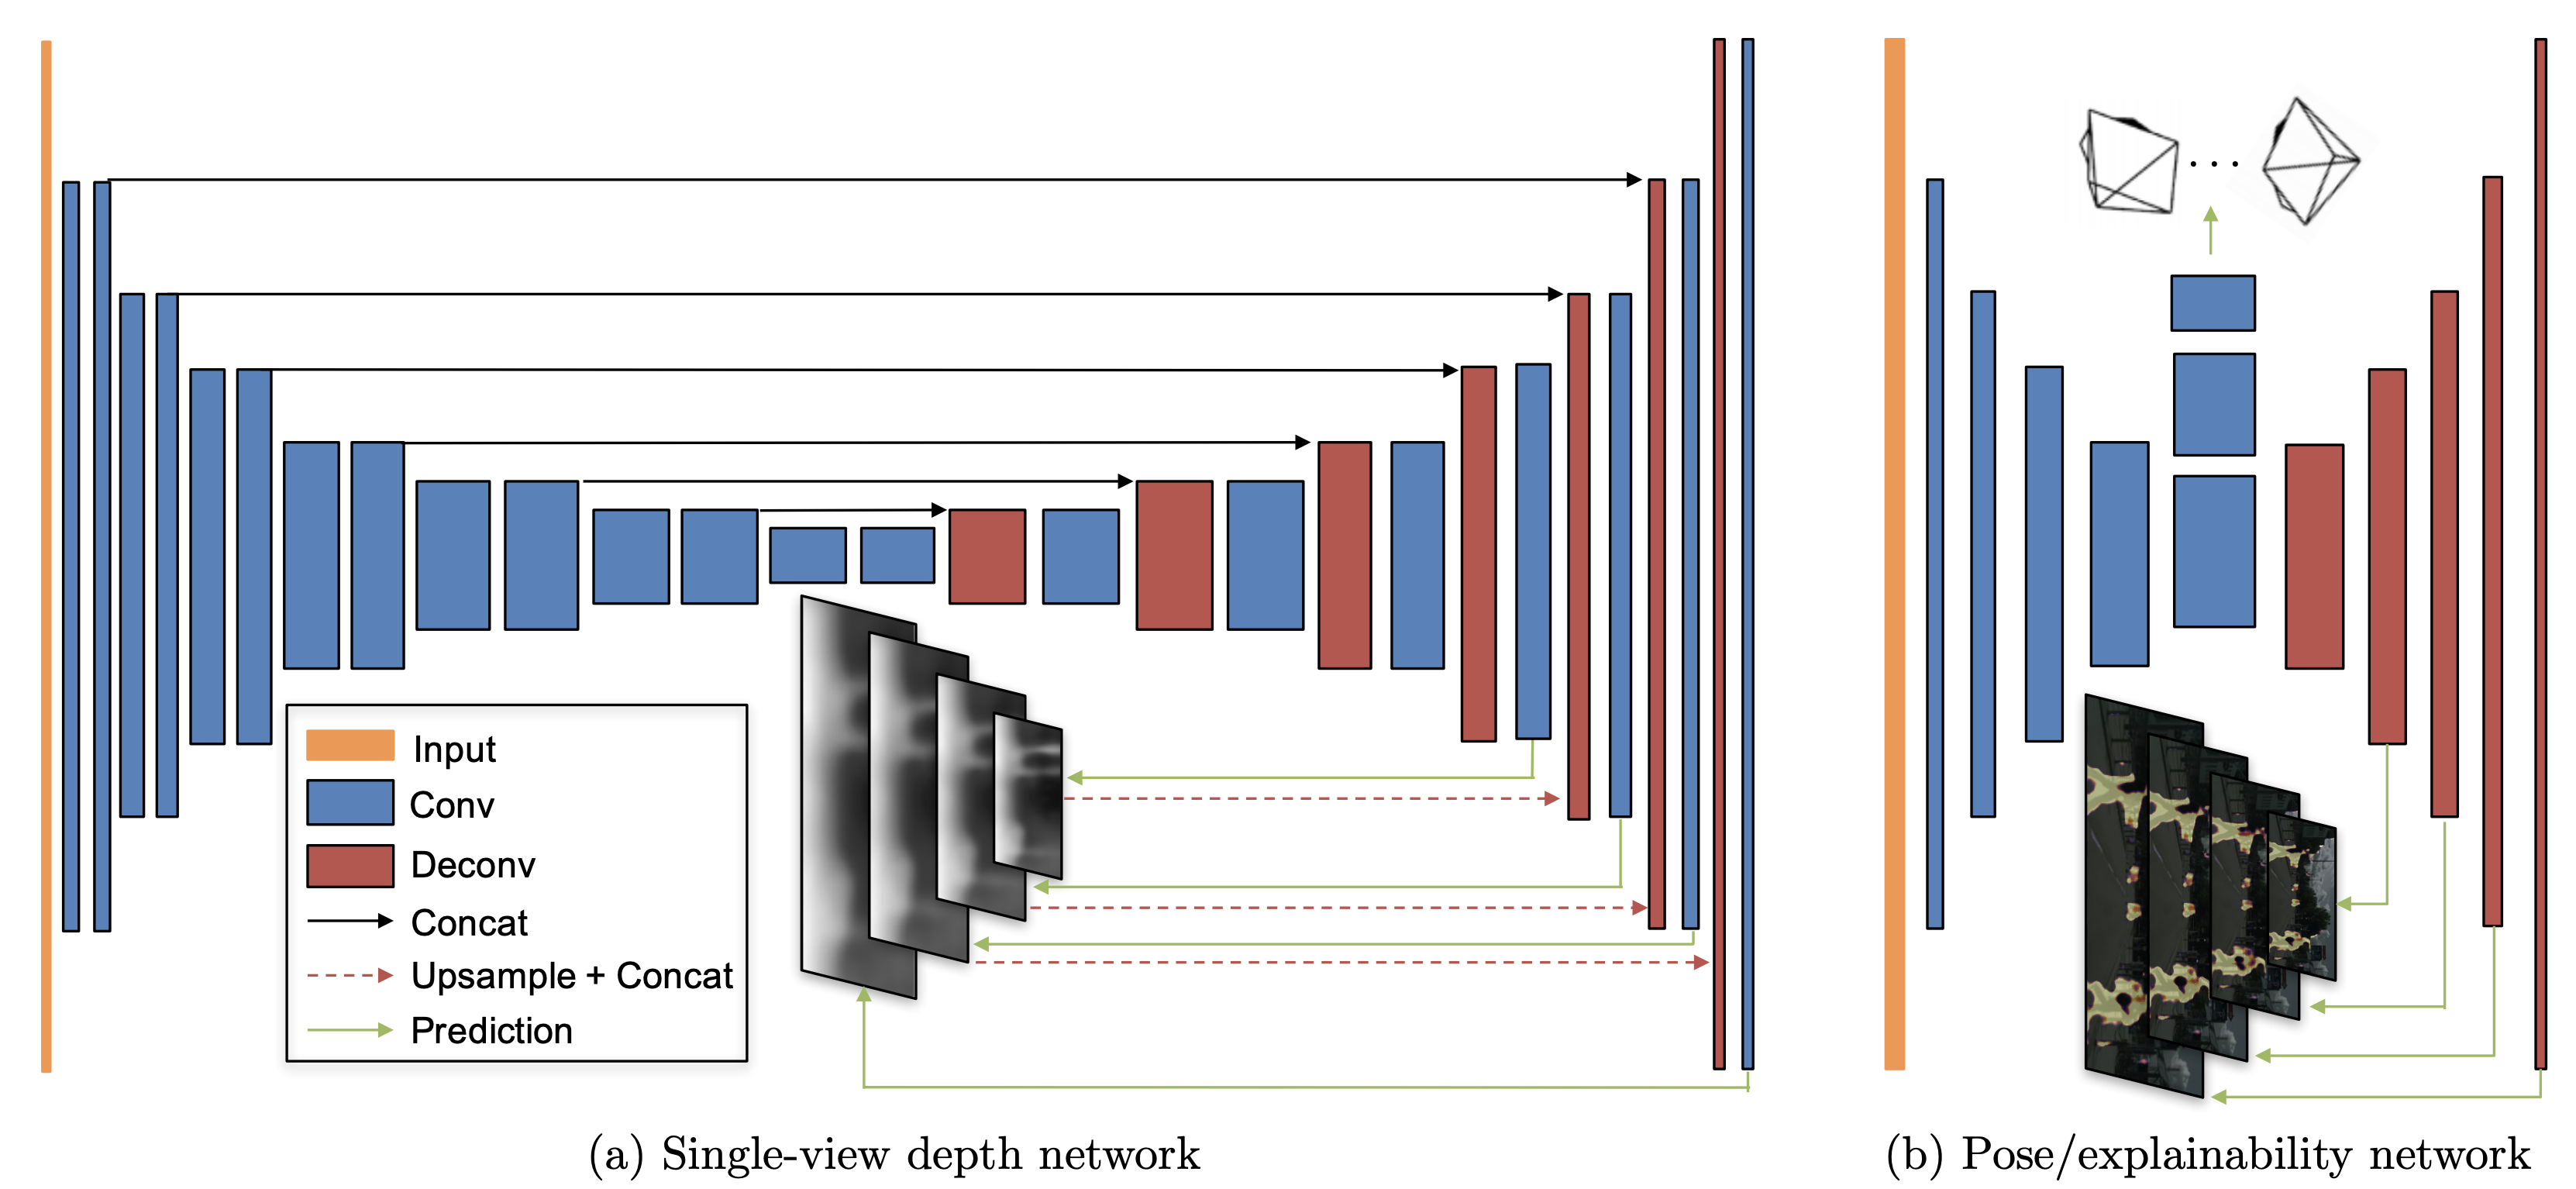 Input
Conv
Deconv
Concat
Upsample + Concat
Prediction
. . .
(a) Single-view depth network
(b) Pose/explainability network